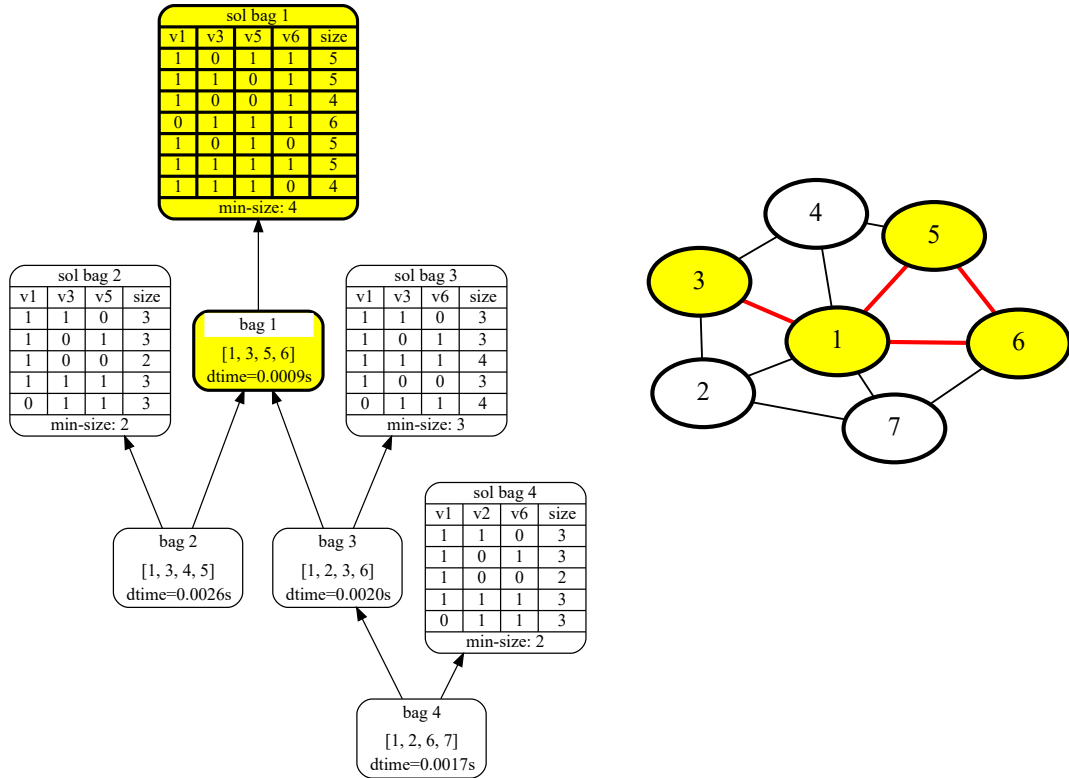 sol bag 1
v1 v3 v5 v6 size
1 0 1 1 5
1 1 0 1 5
1 0 0 1 4
0 1 1 1 6
1 0 1 0 5
1 1 1 1 5
1 1 1 0 4
min-size: 4
sol bag 2
v1 v3 v5 size
1 1 0 3
1 0 1 3
1 0 0 2
1 1 1 3
0 1 1 3
min-size: 2
bag 1
[1, 3, 5, 6]
dtime=0.0009s
sol bag 3
v1 v3 v6 size
1 1 0 3
1 0 1 3
1 1 1 4
1 0 0 3
0 1 1 4
min-size: 3
bag 2
[1, 3, 4, 5]
dtime=0.0026s
bag 3
[1, 2, 3, 6]
dtime=0.0020s
sol bag 4
v1 v2 v6 size
1 1 0 3
1 0 1 3
1 0 0 2
1 1 1 3
0 1 1 3
min-size: 2
bag 4
[1, 2, 6, 7]
dtime=0.0017s
4
5
3
1
6
2
7